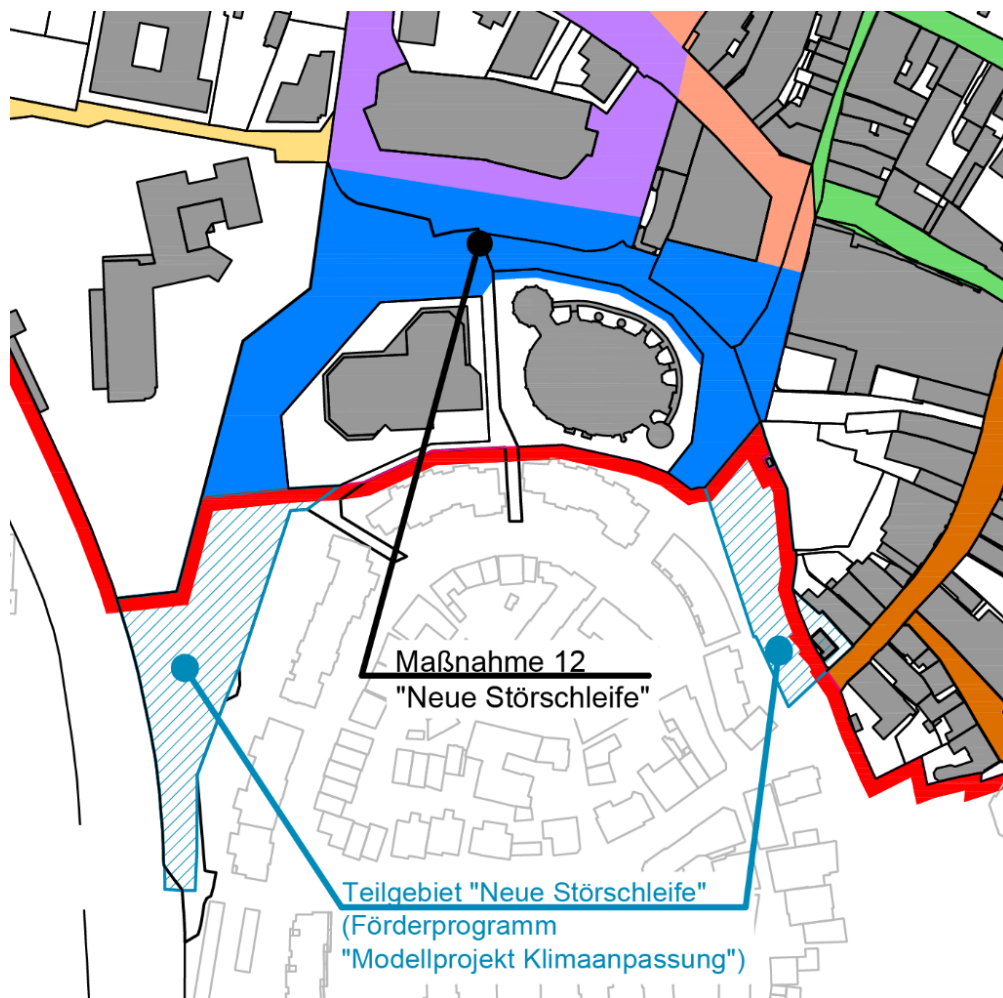 Maßnahme 12
"Neue Störschleife"
Teilgebiet "Neue Störschleife"
(Förderprogramm
"Modellprojekt Klimaanpassung")